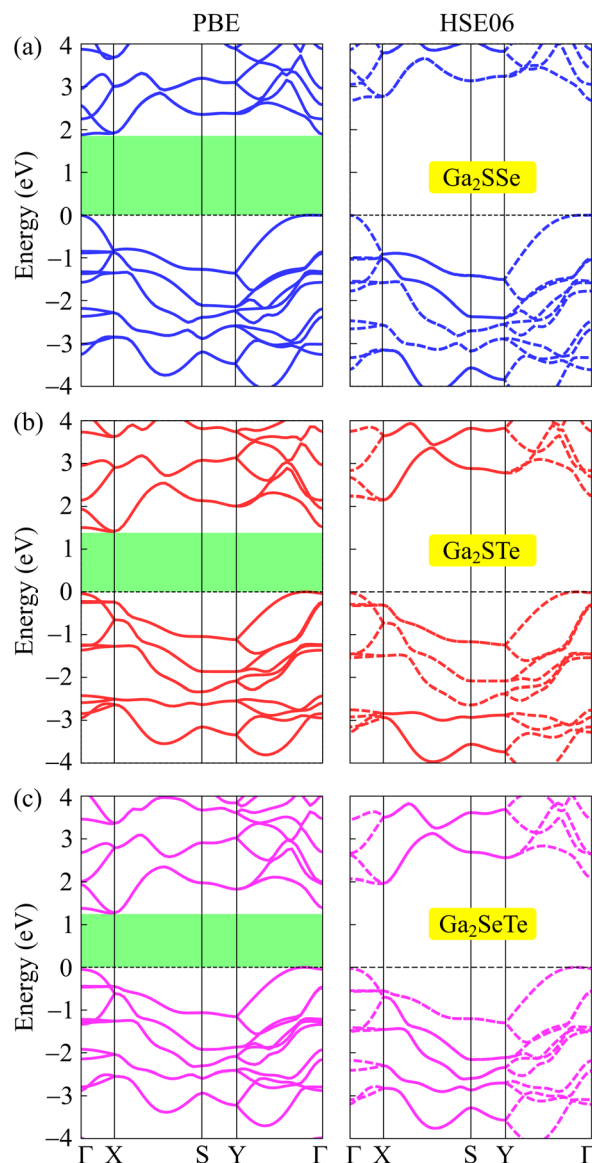 PBE HSE06
(a)
4
3
2
1
0
−1
−2
−3
−4
Energy (eV)
Ga₂SSe
(b)
4
3
2
1
0
−1
−2
−3
−4
Energy (eV)
Ga₂STe
(c)
4
3
2
1
0
−1
−2
−3
−4
Energy (eV)
Ga₂SeTe
Γ X S Y Γ Γ X S Y Γ